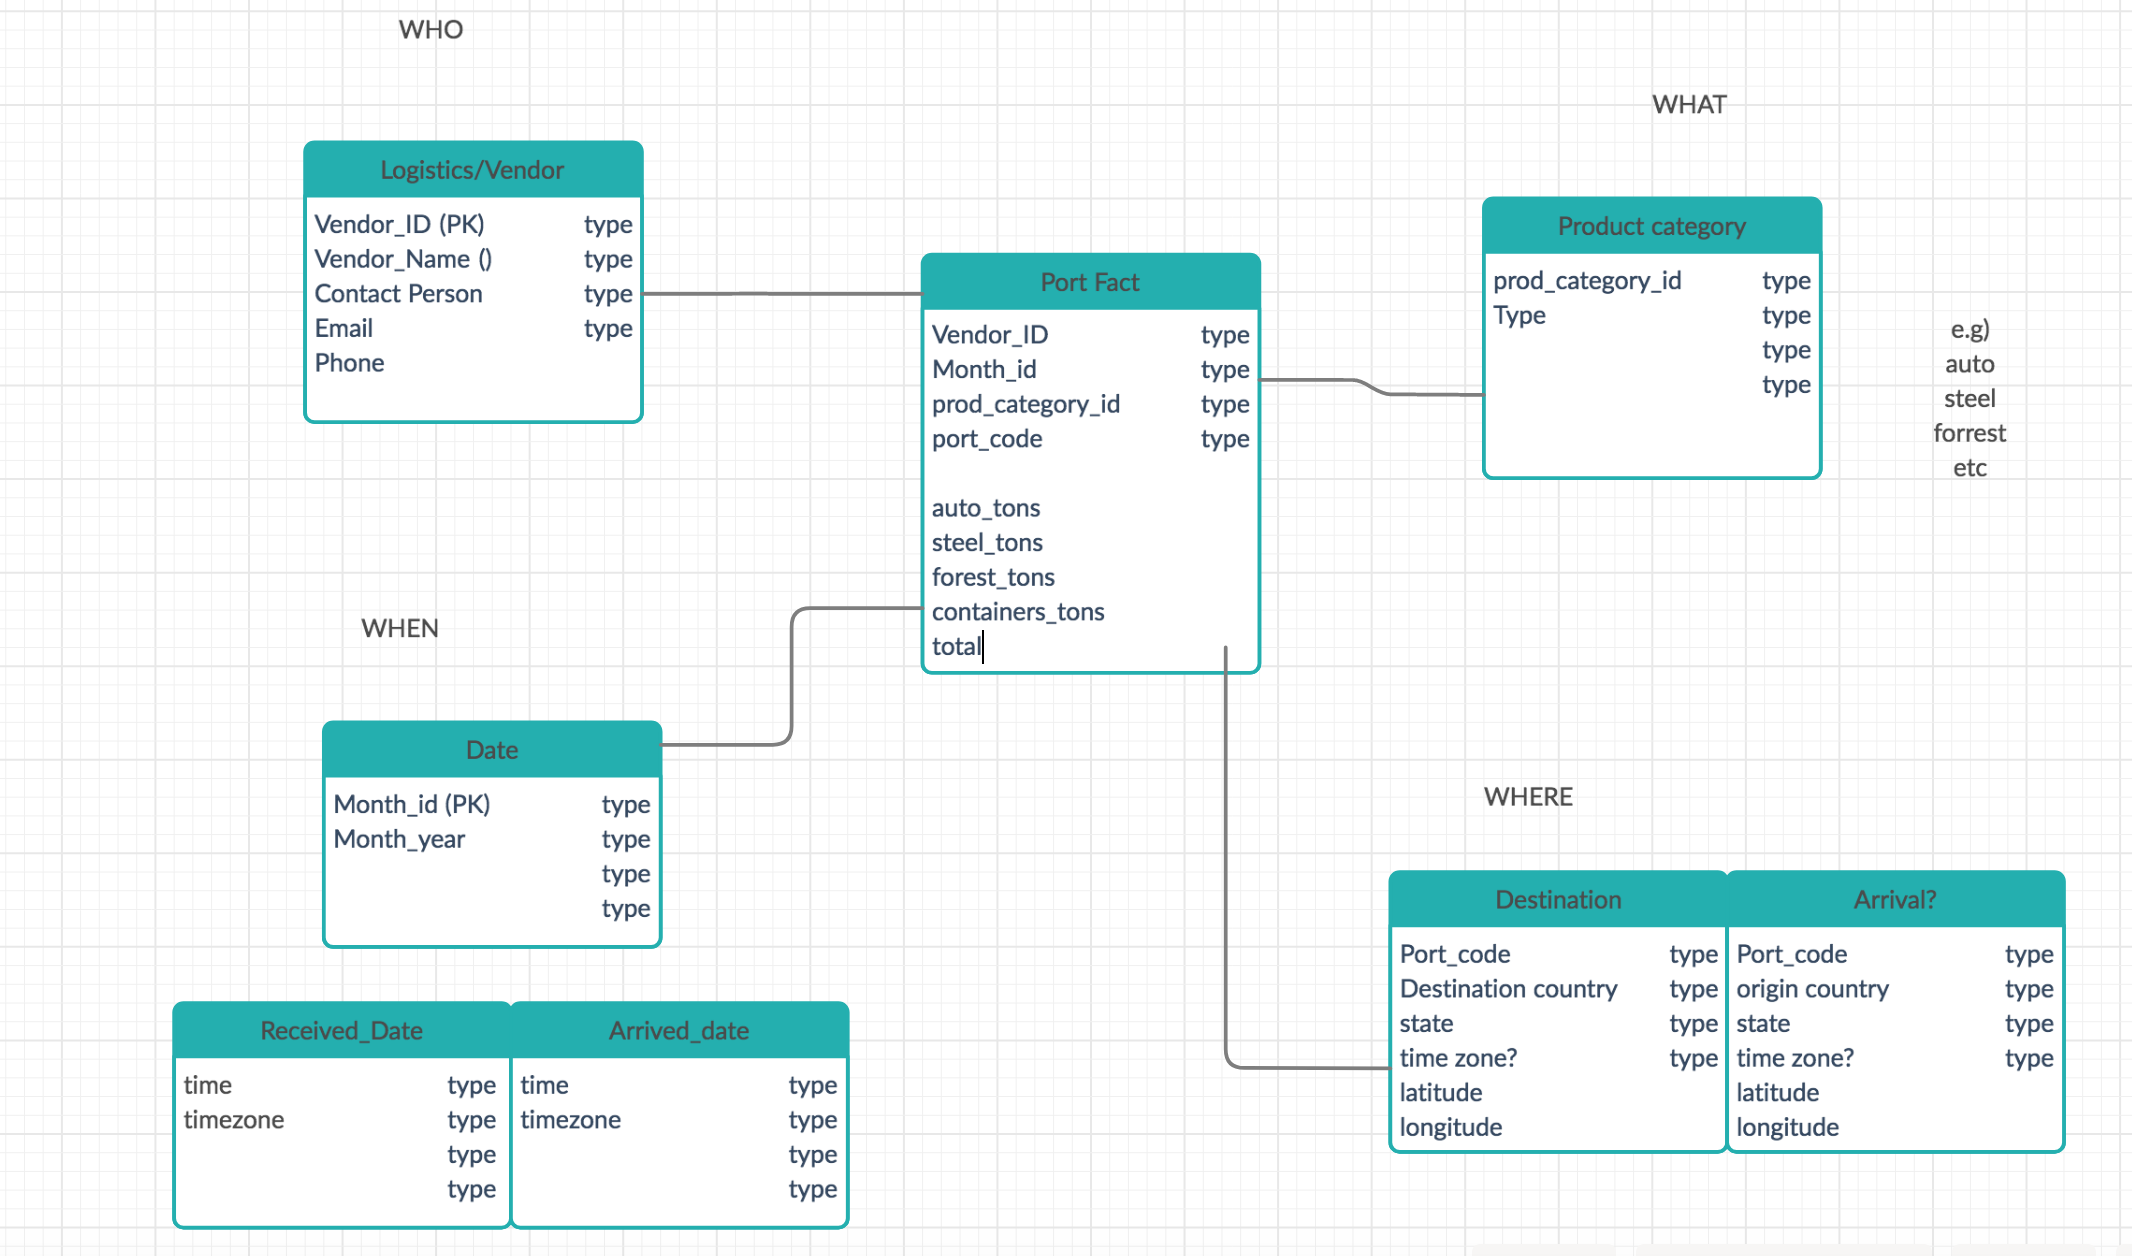 WHO
Logistics/Vendor
Vendor_ID (PK) type
Vendor_Name () type
Contact Person type
Email type
Phone
WHAT
Product category
prod_category_id type
Type type
type
type
e.g)
auto
steel
forrest
etc
Port Fact
Vendor_ID type
Month_id type
prod_category_id type
port_code type
auto_tons
steel_tons
forest_tons
containers_tons
total
WHEN
Date
Month_id (PK) type
Month_year type
type
type
Received_Date
time type
timezone type
type
type
Arrived_date
time type
timezone type
type
type
WHERE
Destination
Port_code type
Destination country type
state type
time zone? type
latitude
longitude
Arrival?
Port_code type
origin country type
state type
time zone? type
latitude
longitude